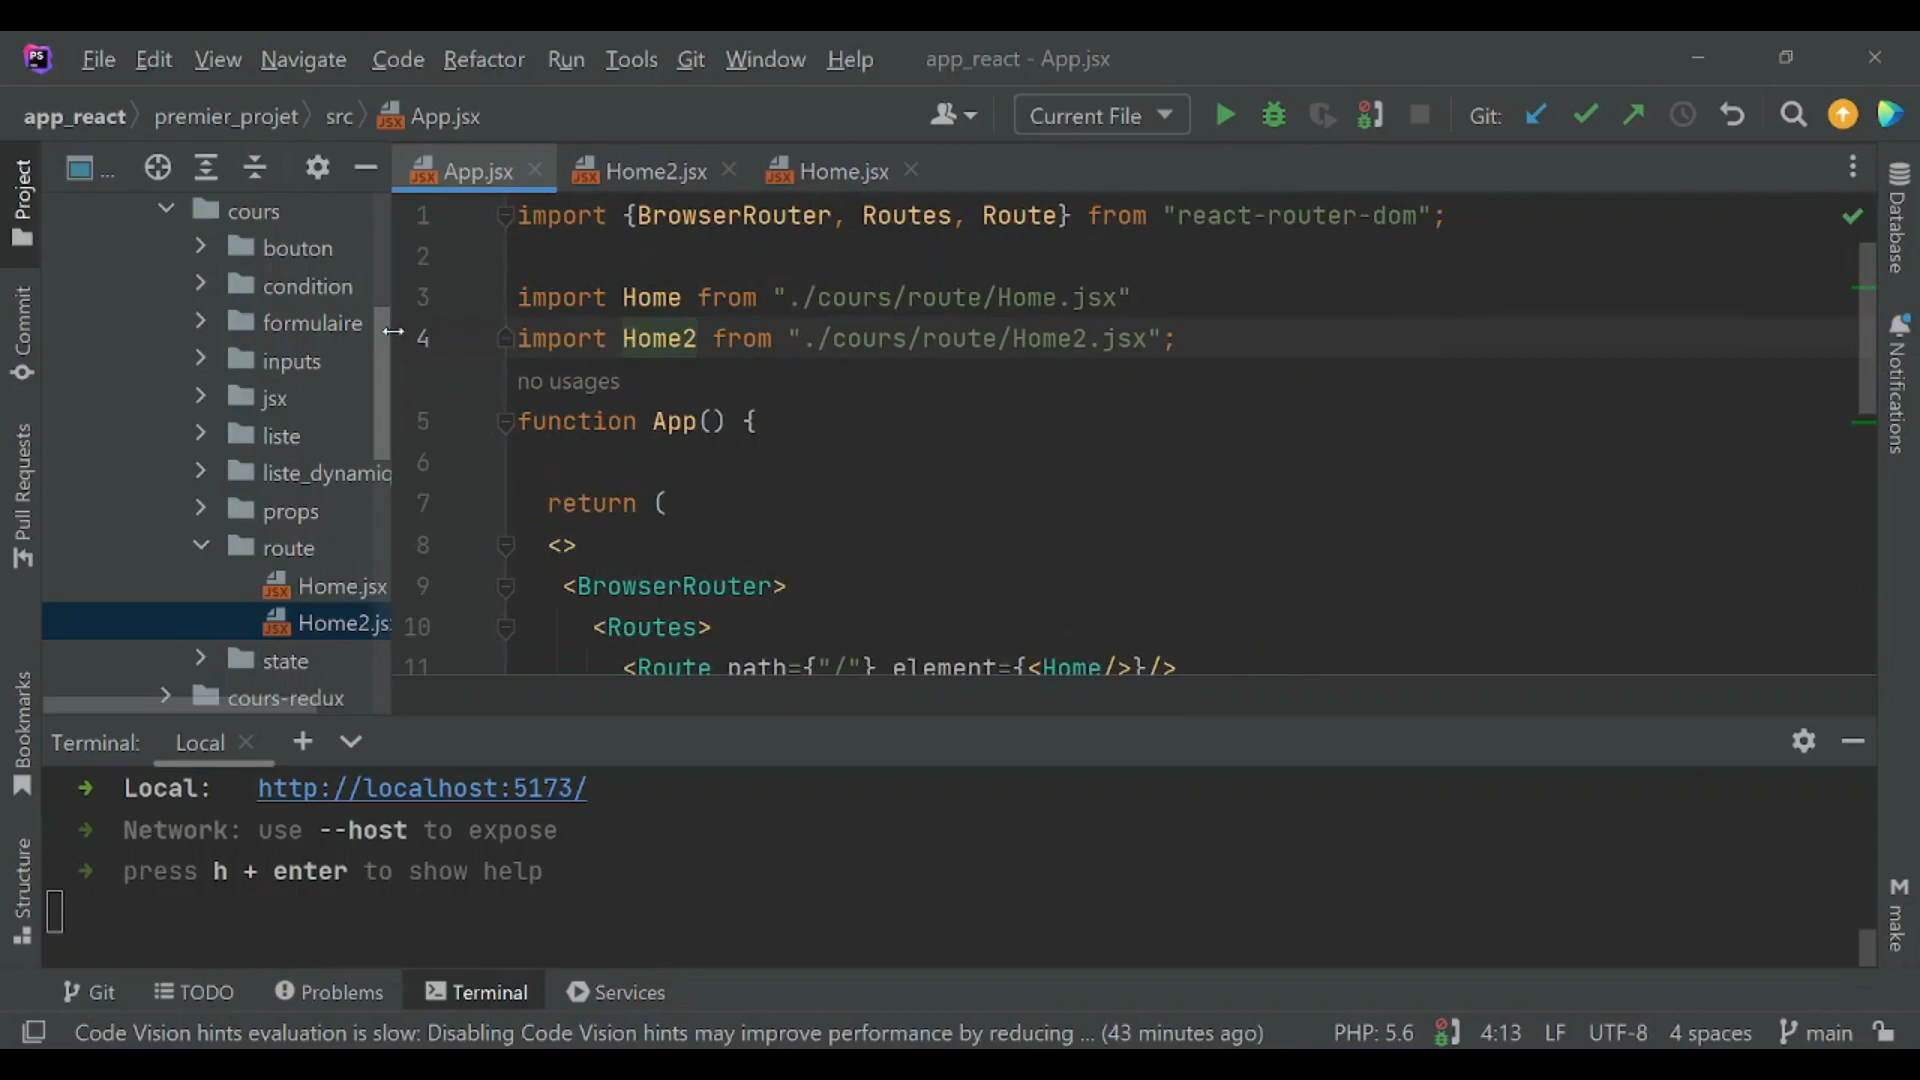 PS File Edit View Navigate Code Refactor Run Tools Git Window Help app_react - App.jsx
app_react premier_projet src App.jsx Current File Git:
Project
Commit
Pull Requests
Bookmarks
Structure
...
cours
bouton
condition
formulaire
inputs
jsx
liste
liste_dynamic
props
route
Home.jsx
Home2.js
state
cours-redux
App.jsx Home2.jsx Home.jsx
1 import {BrowserRouter, Routes, Route} from "react-router-dom";
2
3 import Home from "./cours/route/Home.jsx"
4 import Home2 from "./cours/route/Home2.jsx";
no usages
5 function App() {
6
7 return (
8 <>
9 <BrowserRouter>
10 <Routes>
11 <Route path={"/"} element={<Home/>}/>
Database
Notifications
make
Terminal: Local
➜ Local: http://localhost:5173/
➜ Network: use --host to expose
➜ press h + enter to show help
Git TODO Problems Terminal Services
Code Vision hints evaluation is slow: Disabling Code Vision hints may improve performance by reducing ... (43 minutes ago) PHP: 5.6 4:13 LF UTF-8 4 spaces main